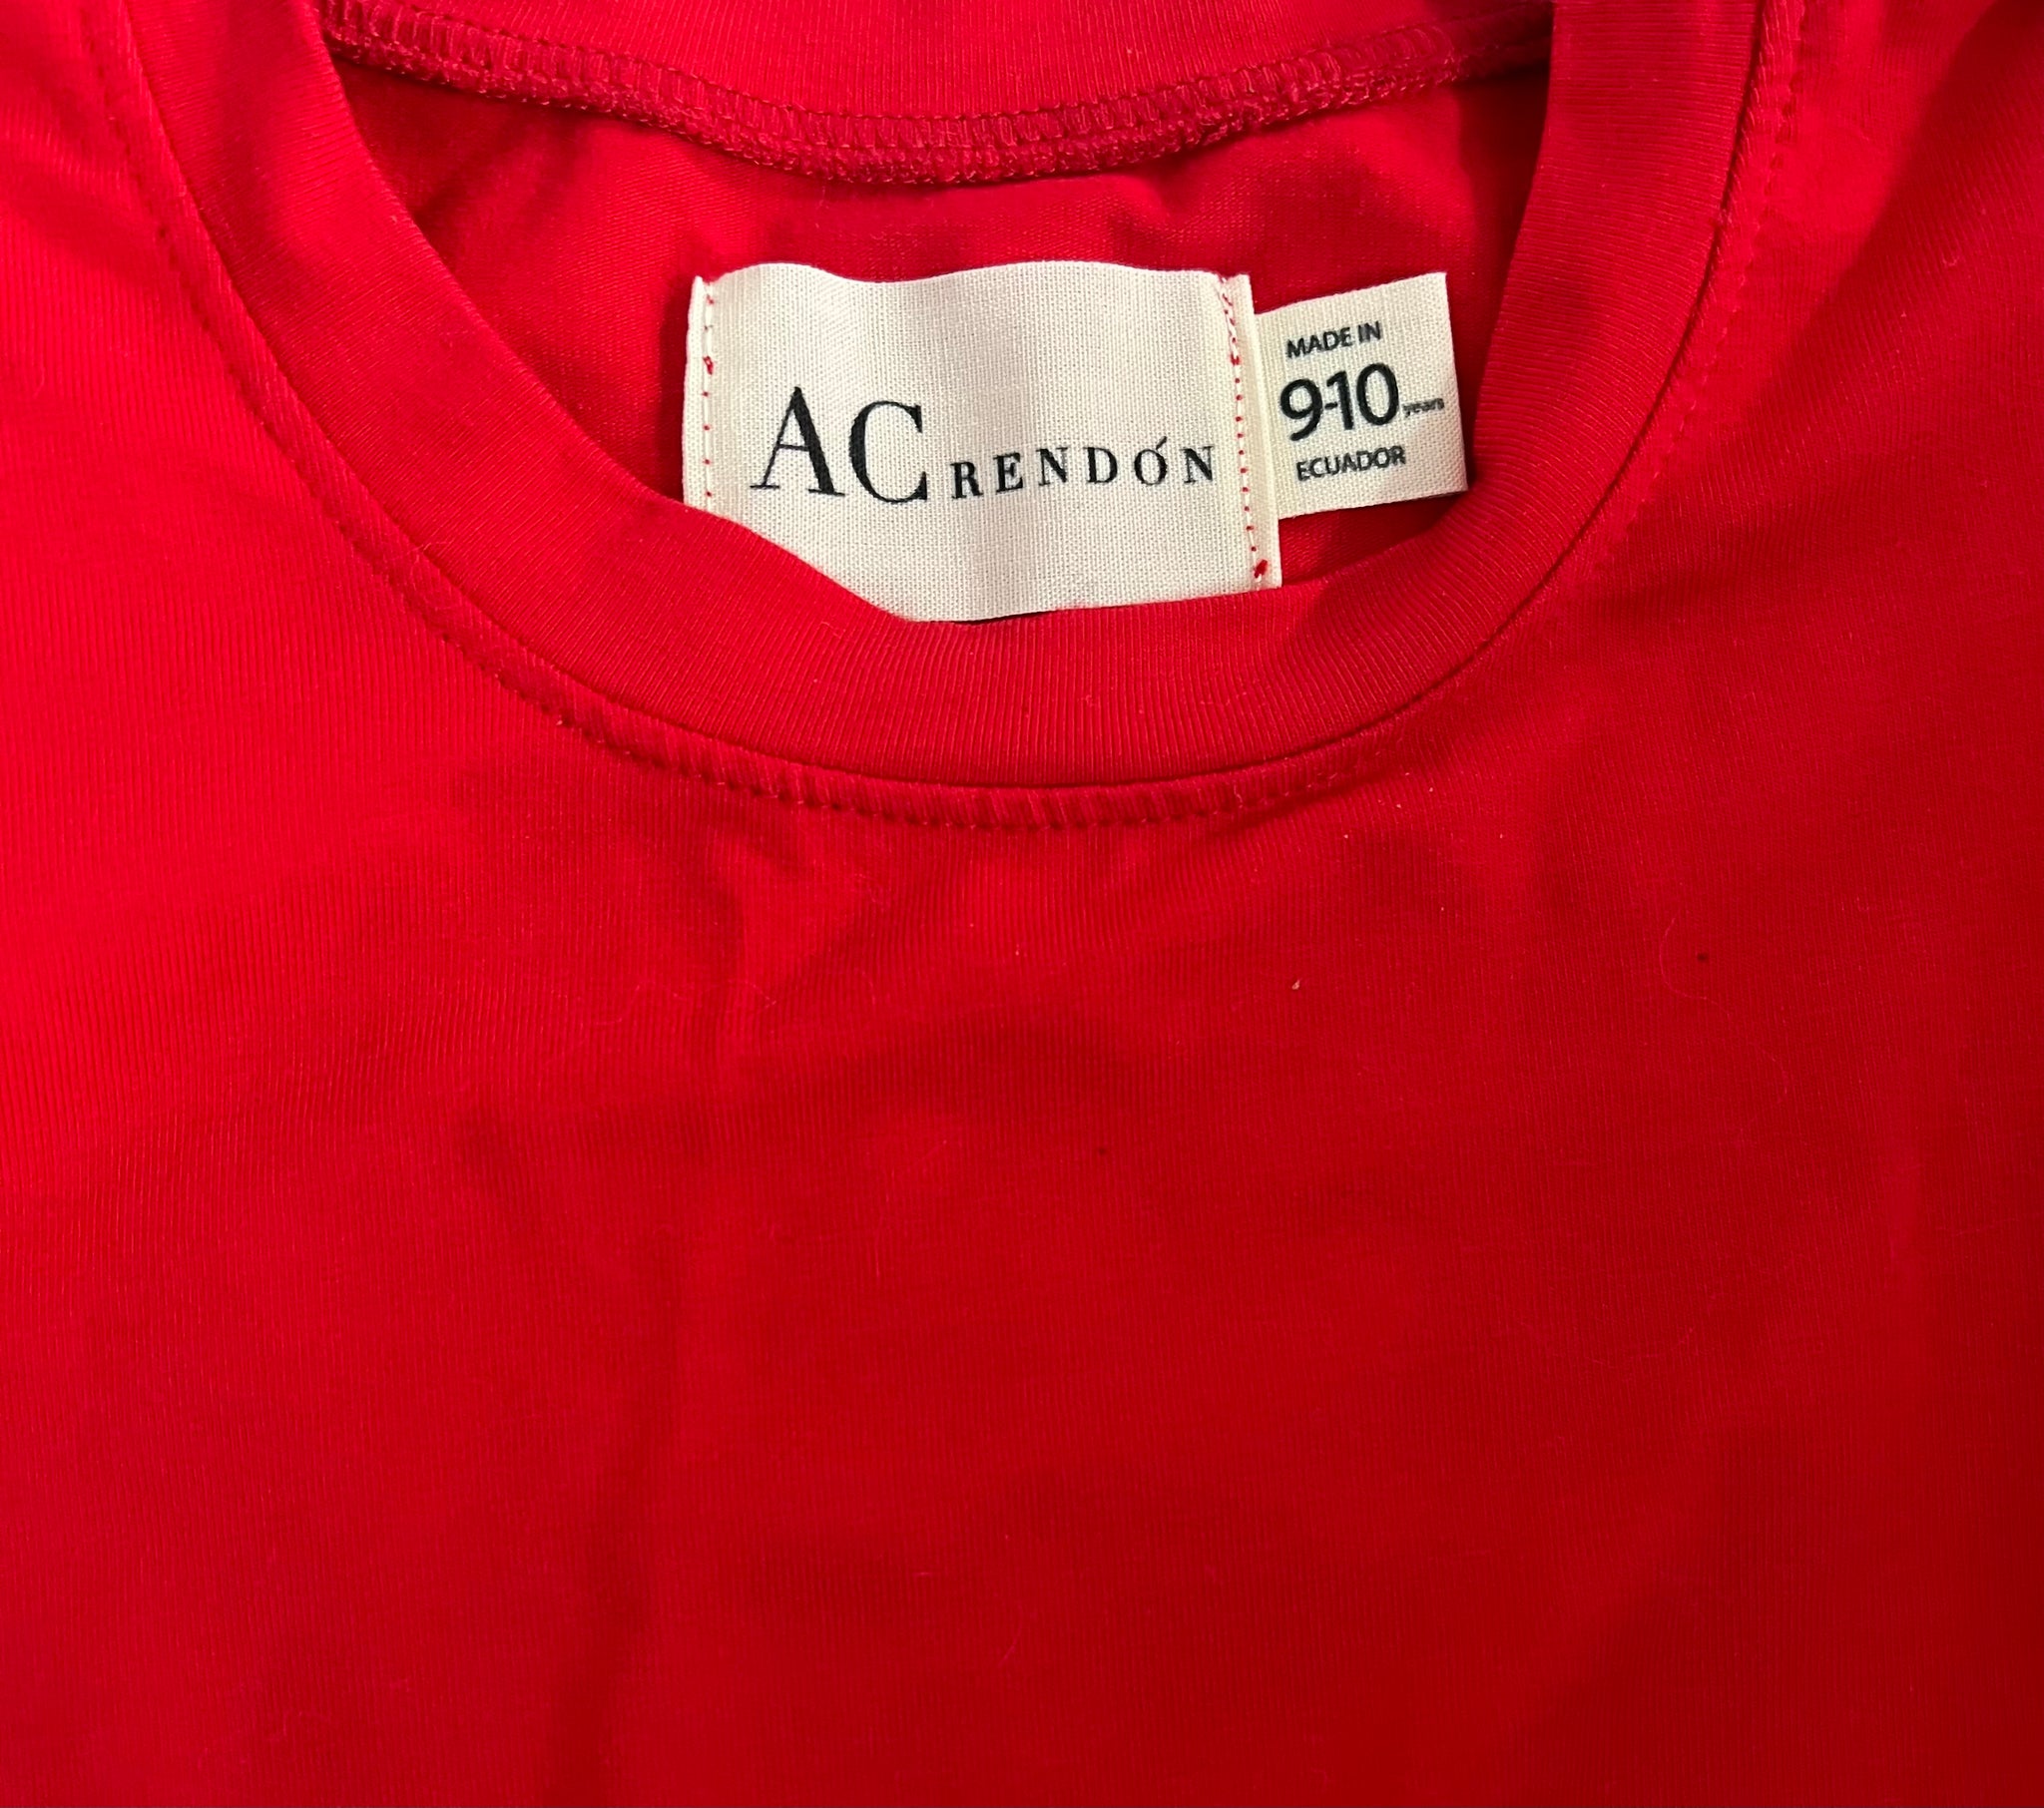 AC RENDÓN
MADE IN
9-10 years
ECUADOR